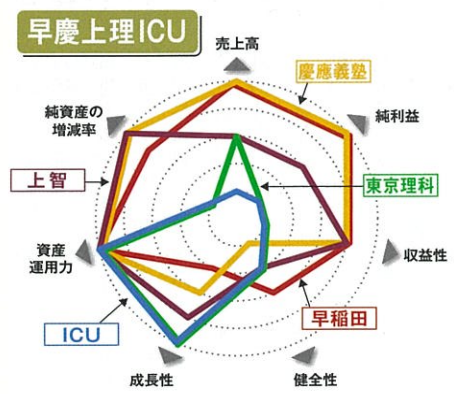 早慶上理ICU
売上高
慶應義塾
純資産の
増減率
純利益
上智
東京理科
資産
運用力
収益性
早稲田
ICU
成長性
健全性